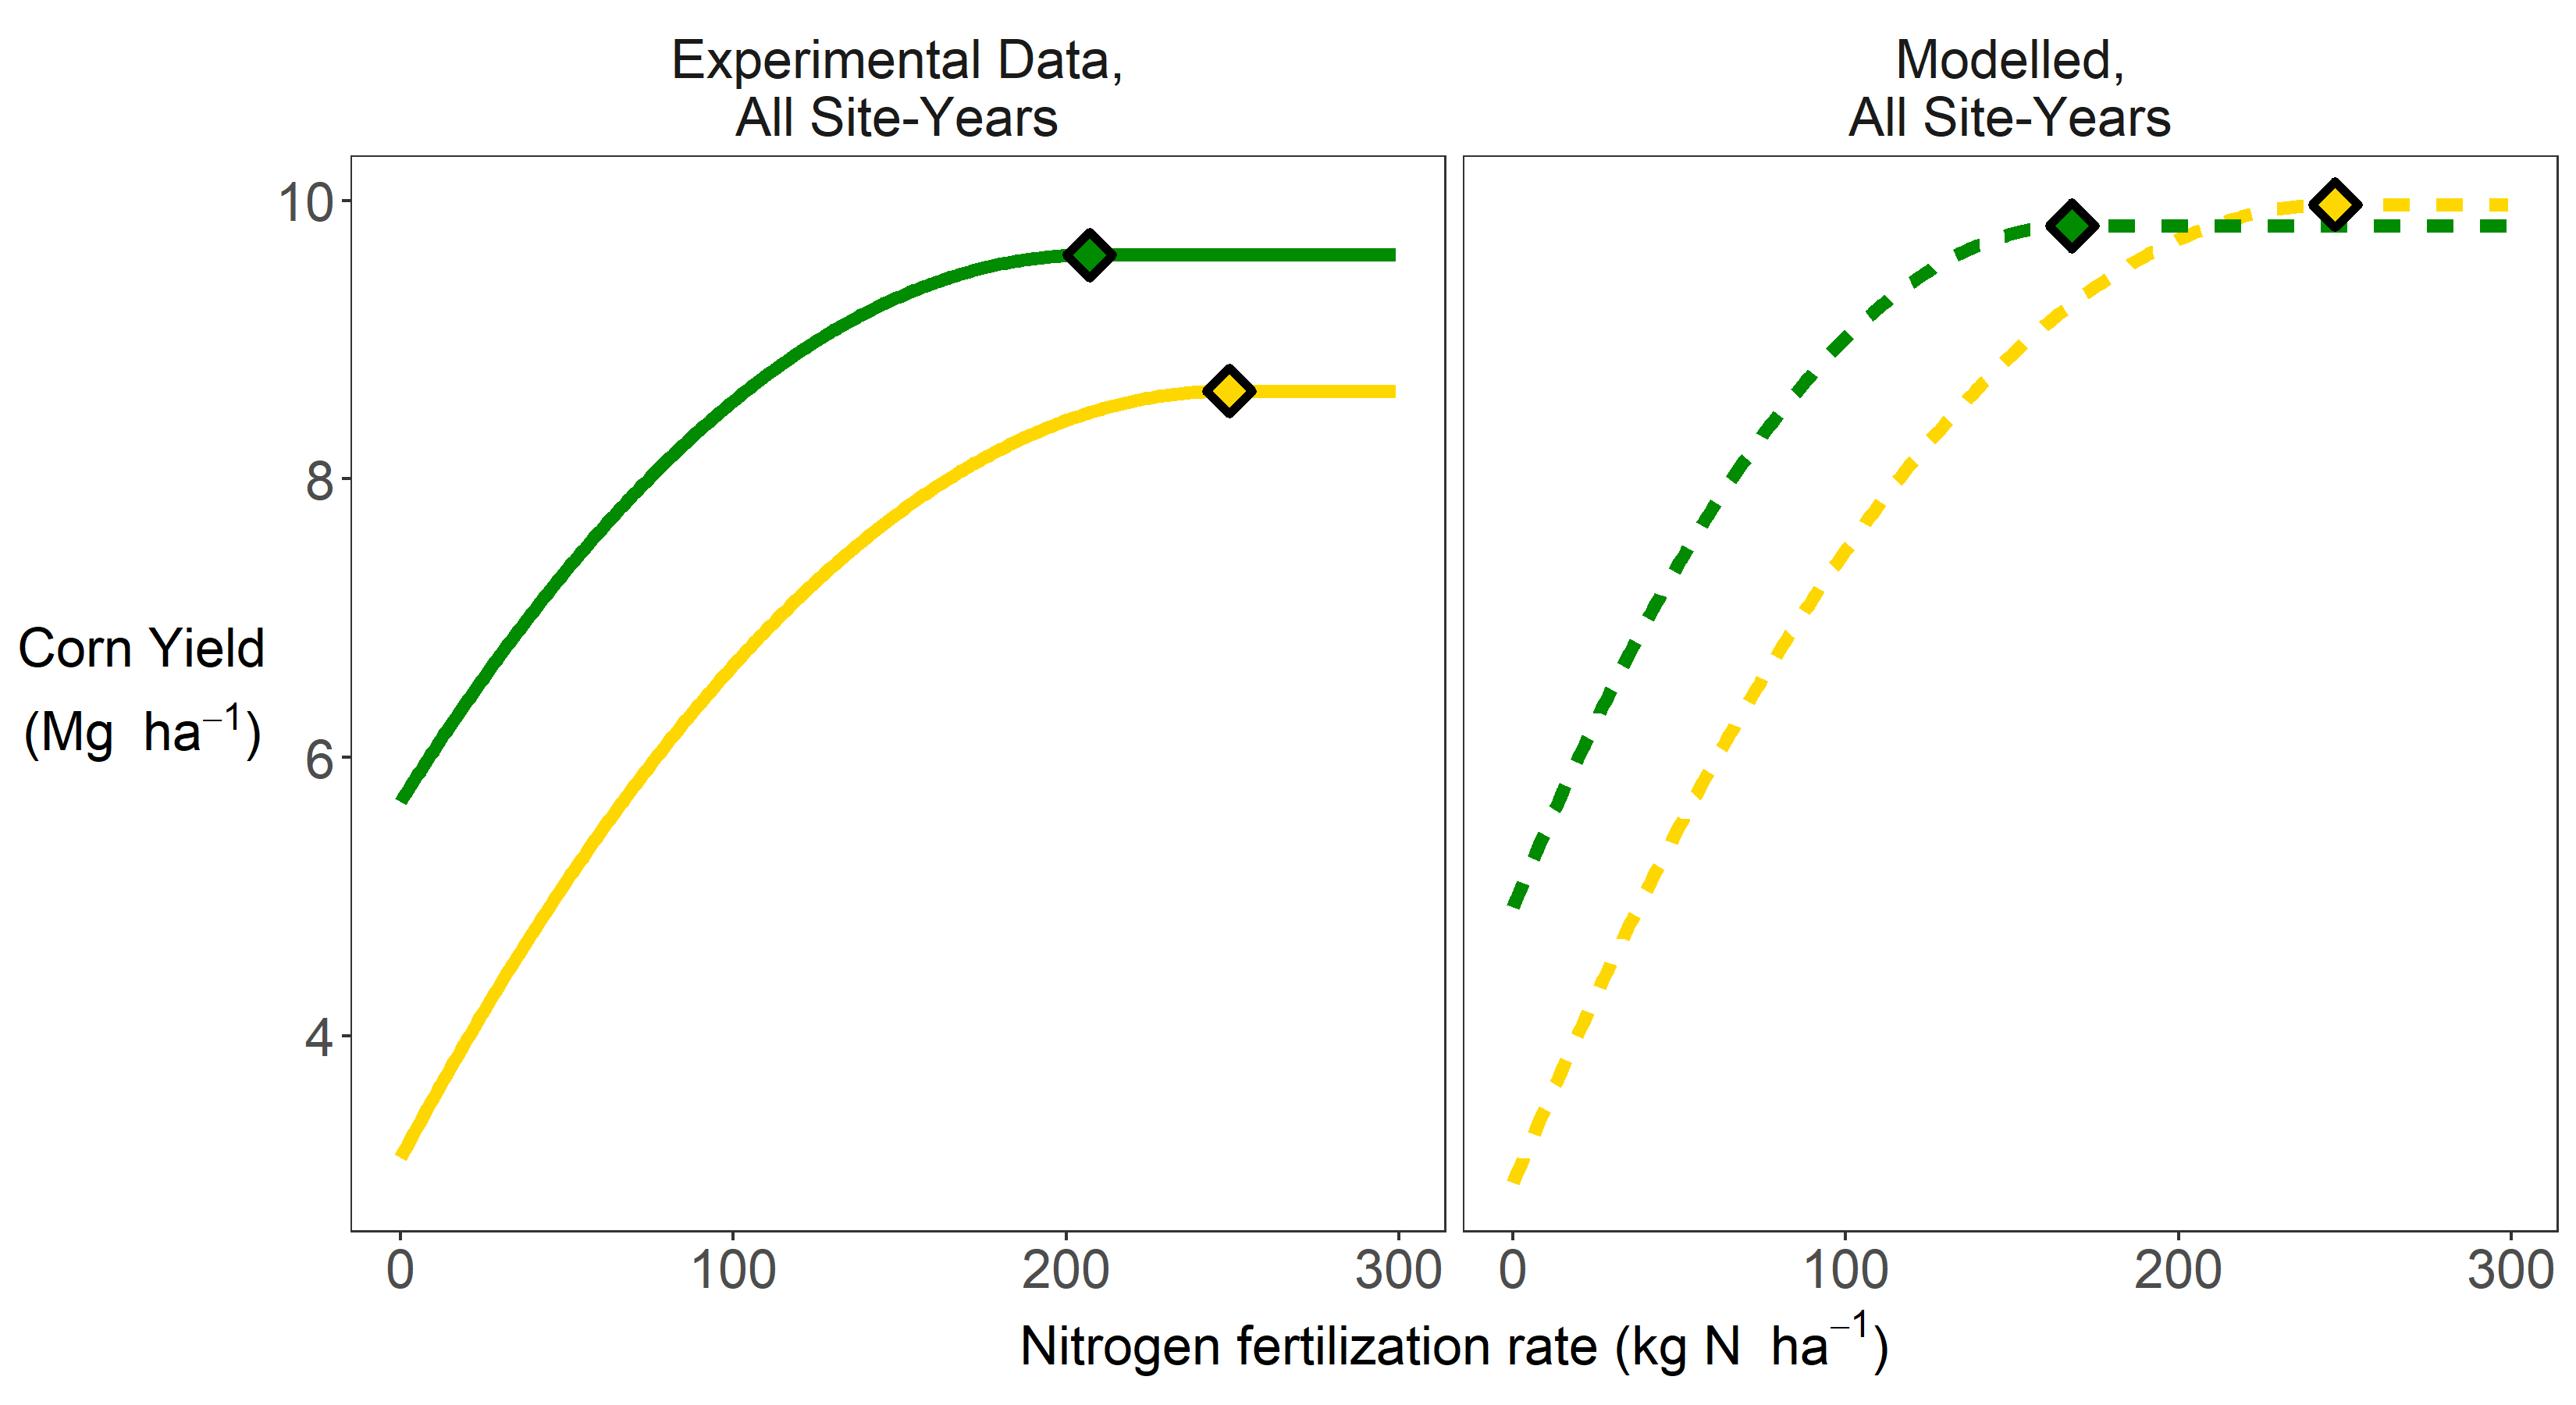 Experimental Data,
All Site-Years
Modelled,
All Site-Years
10
8
6
4
Corn Yield
(Mg ha⁻¹)
0 100 200 300
0 100 200 300
Nitrogen fertilization rate (kg N ha⁻¹)